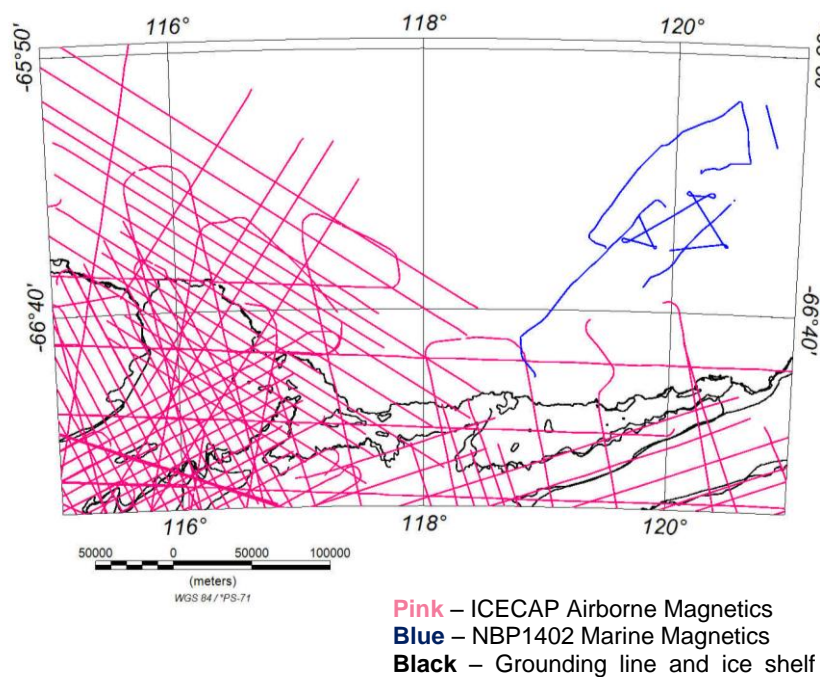 116° 118° 120°
-65°50'
-66°40' -66°40'
116° 118° 120°
50000 0 50000 100000
(meters)
WGS 84 / *PS-71
Pink – ICECAP Airborne Magnetics
Blue – NBP1402 Marine Magnetics
Black – Grounding line and ice shelf